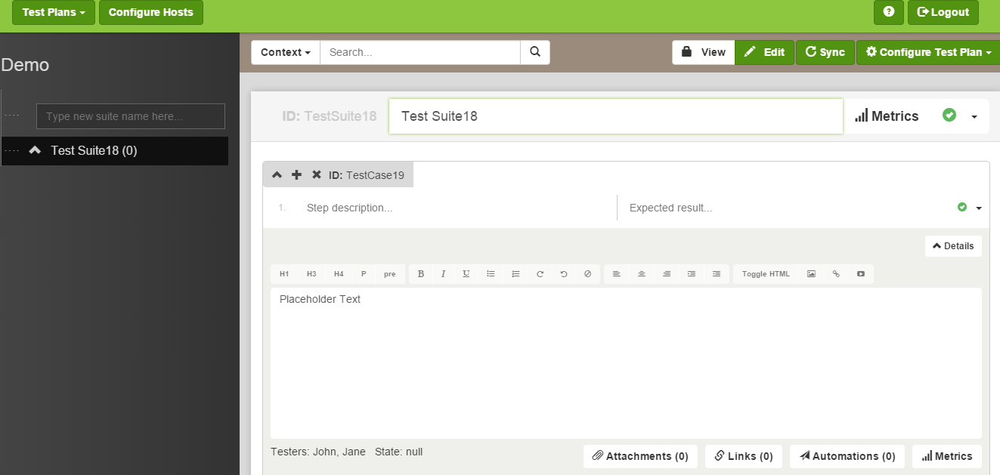 Test Plans Configure Hosts ? Logout
Demo
Context Search... View Edit Sync Configure Test Plan
Type new suite name here...
Test Suite18 (0)
ID: TestSuite18 Test Suite18 Metrics
ID: TestCase19
1. Step description... Expected result...
Details
H1 H3 H4 P pre B I U Toggle HTML
Placeholder Text
Testers: John, Jane State: null
Attachments (0) Links (0) Automations (0) Metrics